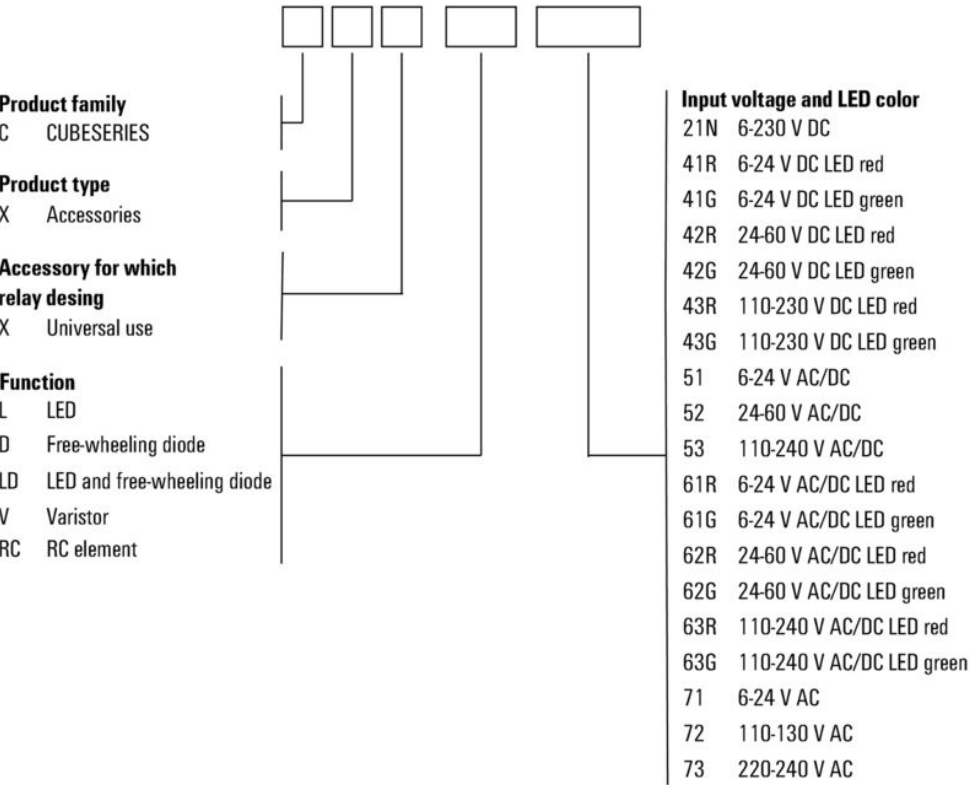 Product family
C CUBESERIES
Product type
X Accessories
Accessory for which
relay desing
X Universal use
Function
L LED
D Free-wheeling diode
LD LED and free-wheeling diode
V Varistor
RC RC element
Input voltage and LED color
21N 6-230 V DC
41R 6-24 V DC LED red
41G 6-24 V DC LED green
42R 24-60 V DC LED red
42G 24-60 V DC LED green
43R 110-230 V DC LED red
43G 110-230 V DC LED green
51 6-24 V AC/DC
52 24-60 V AC/DC
53 110-240 V AC/DC
61R 6-24 V AC/DC LED red
61G 6-24 V AC/DC LED green
62R 24-60 V AC/DC LED red
62G 24-60 V AC/DC LED green
63R 110-240 V AC/DC LED red
63G 110-240 V AC/DC LED green
71 6-24 V AC
72 110-130 V AC
73 220-240 V AC